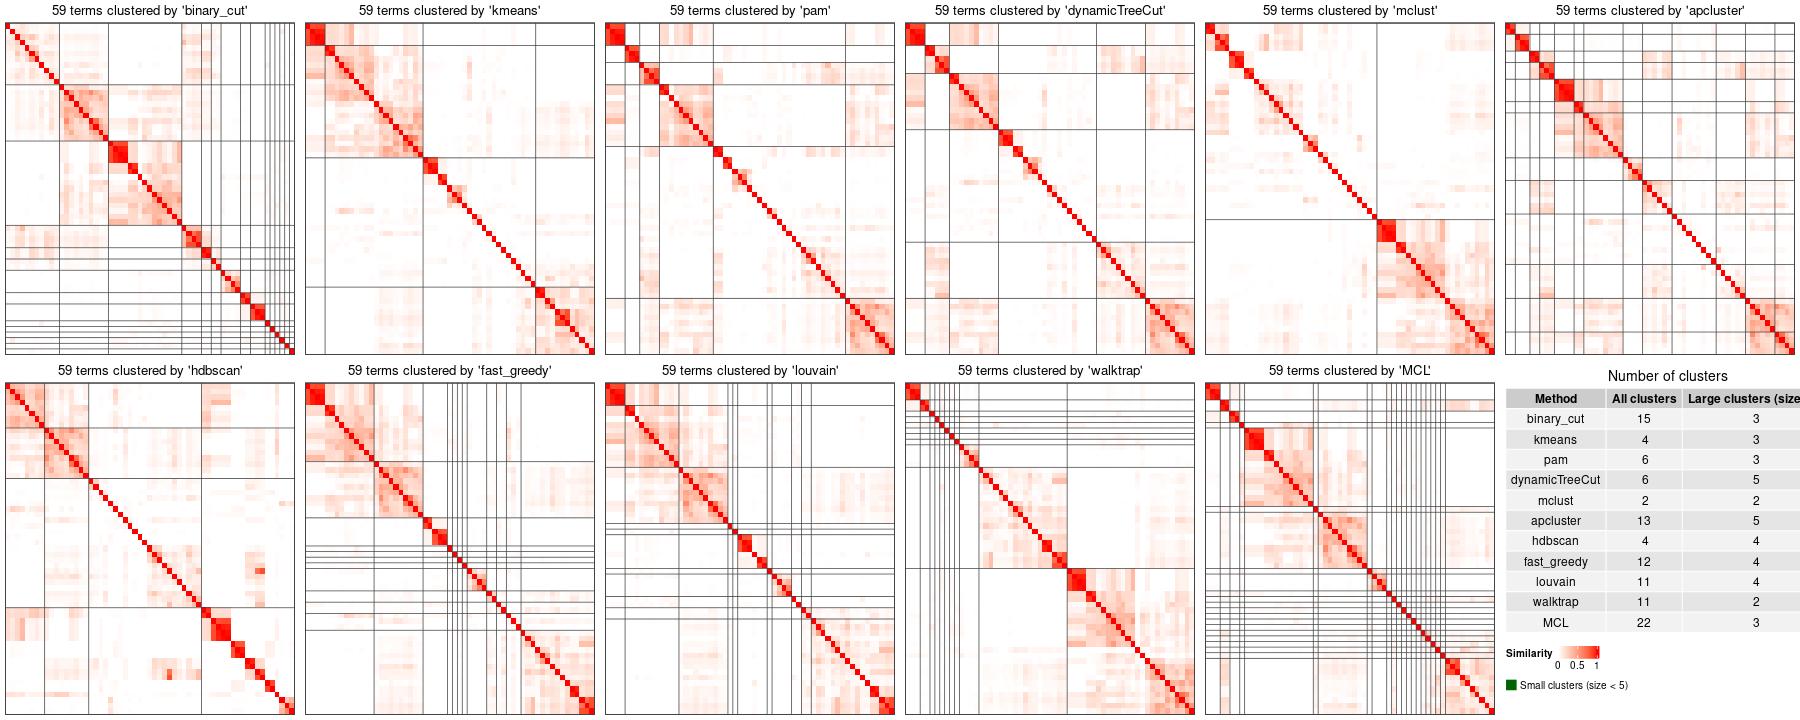 59 terms clustered by 'binary_cut'
59 terms clustered by 'kmeans'
59 terms clustered by 'pam'
59 terms clustered by 'dynamicTreeCut'
59 terms clustered by 'mclust'
59 terms clustered by 'apcluster'
59 terms clustered by 'hdbscan'
59 terms clustered by 'fast_greedy'
59 terms clustered by 'louvain'
59 terms clustered by 'walktrap'
59 terms clustered by 'MCL'
Number of clusters
Method All clusters Large clusters (size
binary_cut 15 3
kmeans 4 3
pam 6 3
dynamicTreeCut 6 5
mclust 2 2
apcluster 13 5
hdbscan 4 4
fast_greedy 12 4
louvain 11 4
walktrap 11 2
MCL 22 3
Similarity
0 0.5 1
Small clusters (size < 5)